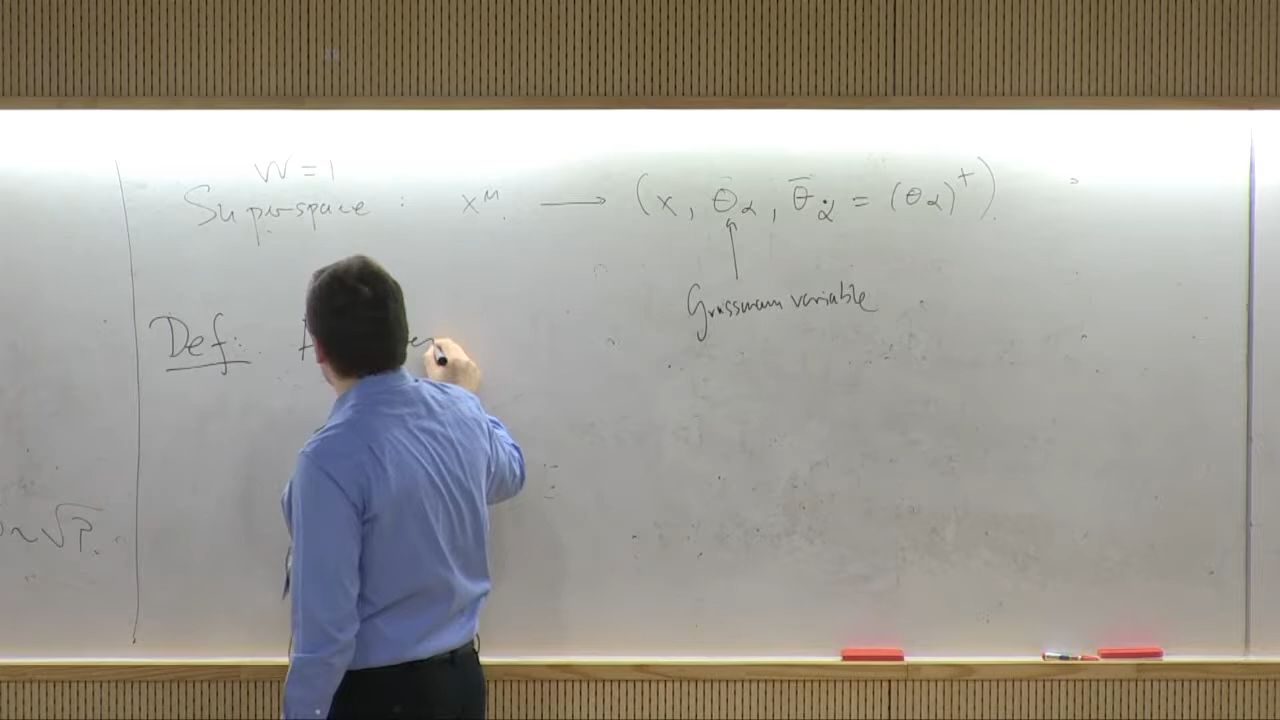 N = 1
Superspace : x^μ. ⟶ (x, θ_α, θ̄_α̇ = (θ_α)^†).
↑
Grassmann variable
Def: A
~√P.